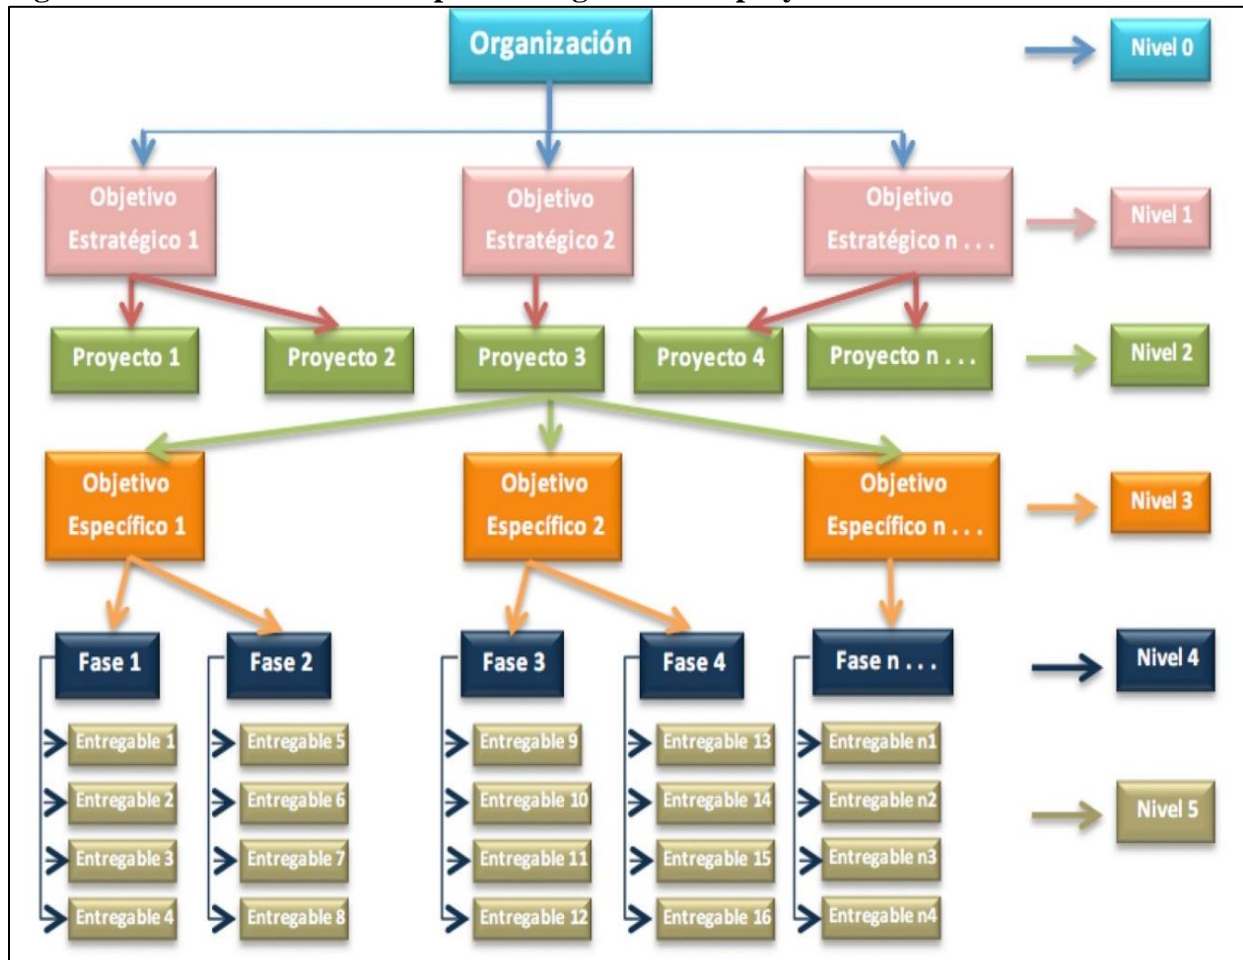 Organización
Nivel 0
Objetivo
Estratégico 1
Objetivo
Estratégico 2
Objetivo
Estratégico n . . .
Nivel 1
Proyecto 1
Proyecto 2
Proyecto 3
Proyecto 4
Proyecto n . . .
Nivel 2
Objetivo
Específico 1
Objetivo
Específico 2
Objetivo
Específico n . . .
Nivel 3
Fase 1
Fase 2
Fase 3
Fase 4
Fase n . . .
Nivel 4
Entregable 1
Entregable 2
Entregable 3
Entregable 4
Entregable 5
Entregable 6
Entregable 7
Entregable 8
Entregable 9
Entregable 10
Entregable 11
Entregable 12
Entregable 13
Entregable 14
Entregable 15
Entregable 16
Entregable n1
Entregable n2
Entregable n3
Entregable n4
Nivel 5